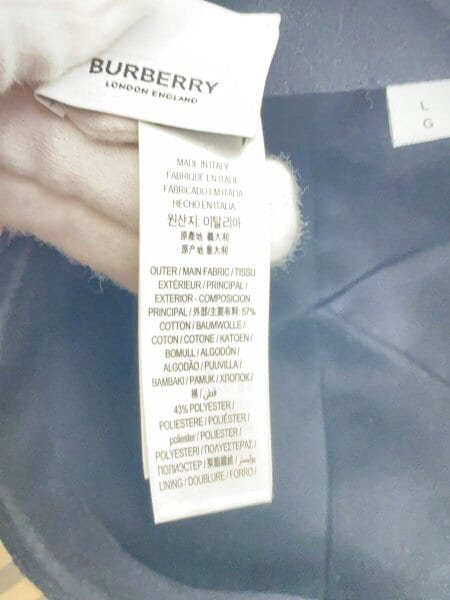 BURBERRY
LONDON ENGLAND
L
G
MADE IN ITALY
FABRIQUÉ EN ITALIE
FABRICADO EM ITÁLIA
HECHO EN ITALIA
원산지: 이탈리아
原產地 義大利
原产地 意大利
OUTER / MAIN FABRIC / TISSU
EXTÉRIEUR / PRINCIPAL /
EXTERIOR - COMPOSICIÓN
PRINCIPAL / 外部/主要布料: 57%
COTTON / BAUMWOLLE /
COTON / COTONE / KATOEN /
BOMULL / ALGODÓN /
ALGODÃO / PUUVILLA /
BAMBAKI / PAMUK / ХЛОПОК /
棉 / قطن /
43% POLYESTER /
POLIESTERE / POLIÉSTER /
poliester / POLIESTER /
POLYESTERI / ΠΟΛΥΕΣΤΕΡΑΣ /
ПОЛИЭСТЕР / 聚酯纖維 / بوليستر
LINING / DOUBLURE / FORRO /